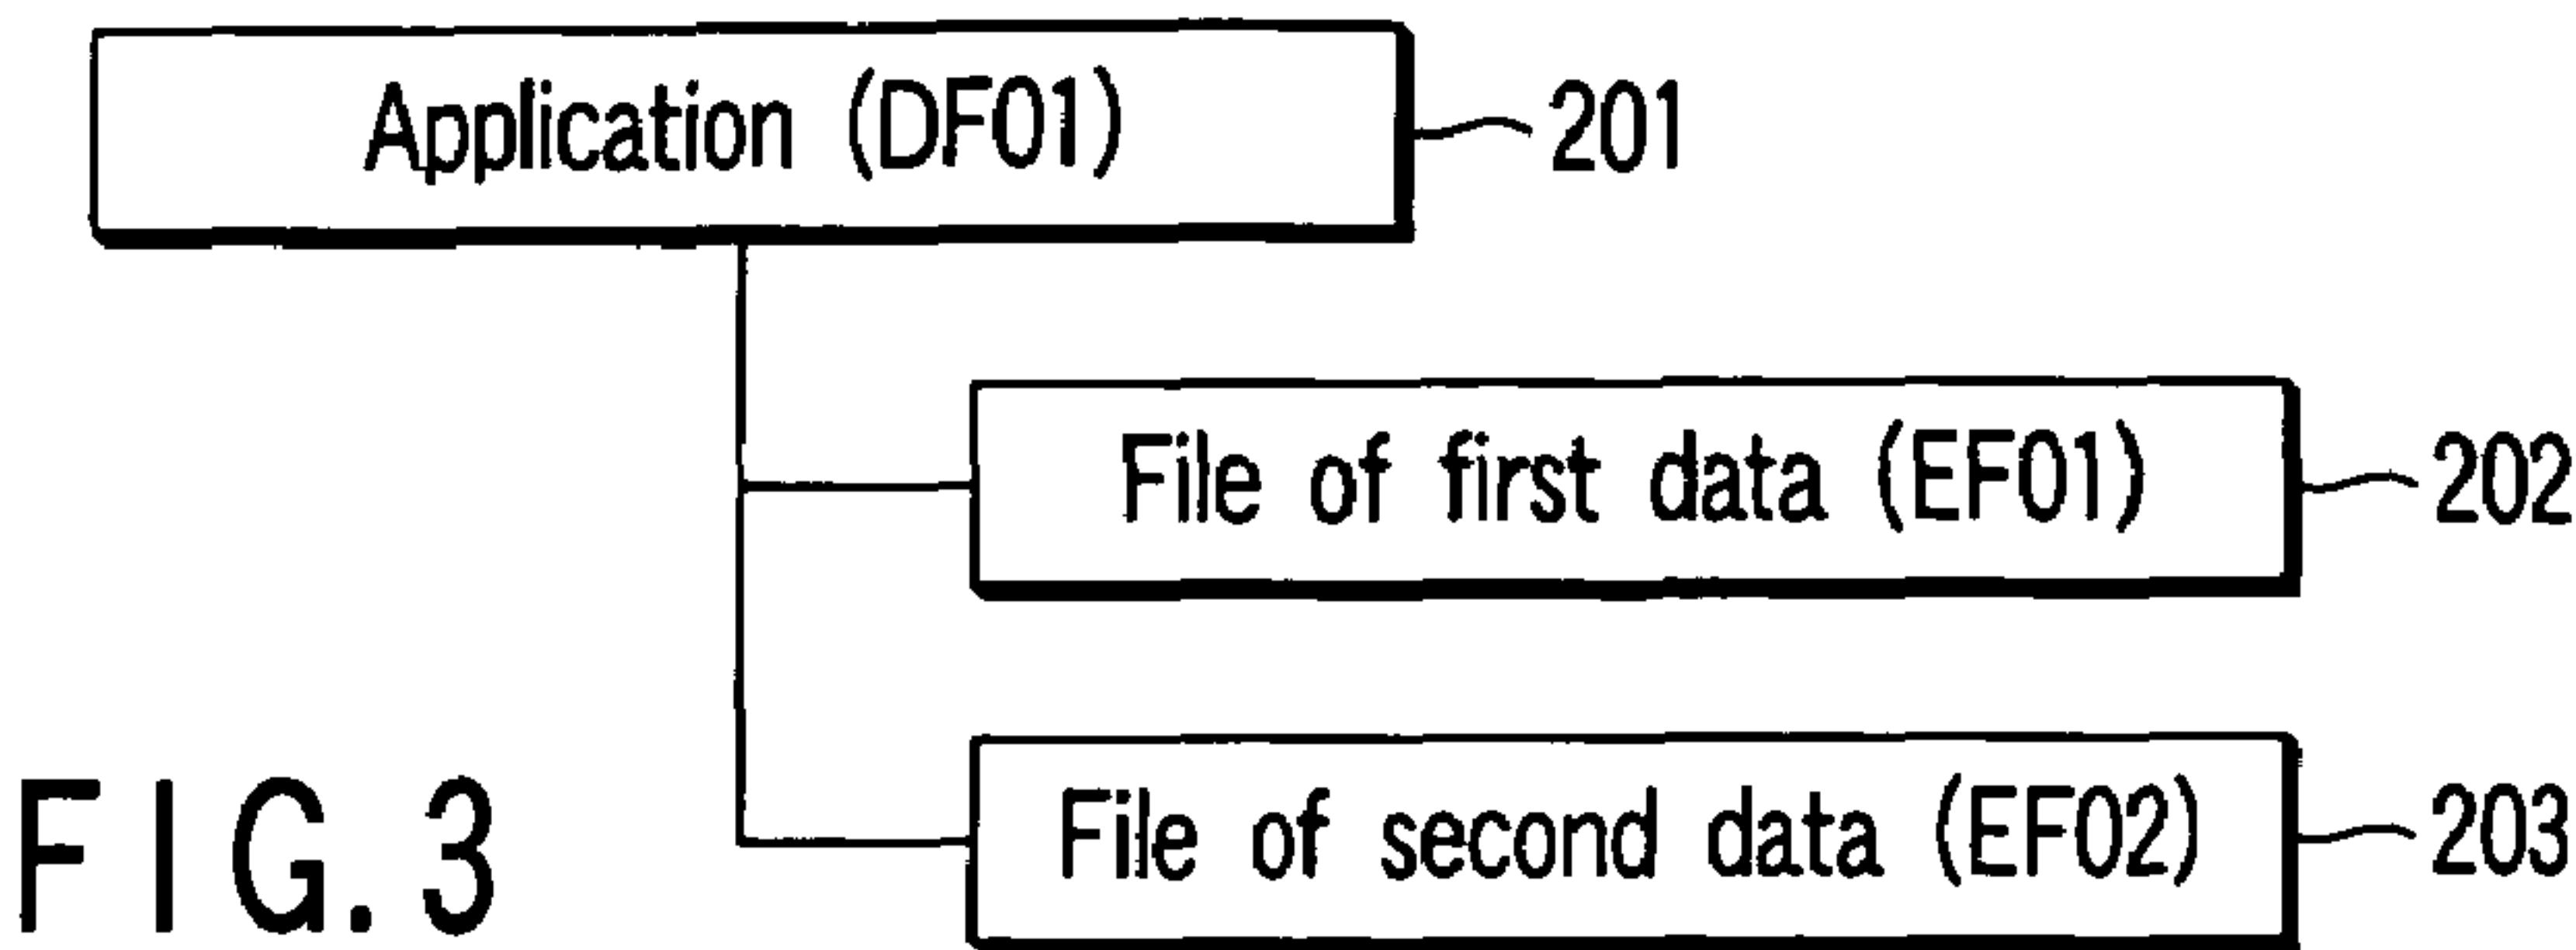 Application (DF01)
201
File of first data (EF01)
202
File of second data (EF02)
203
FIG. 3